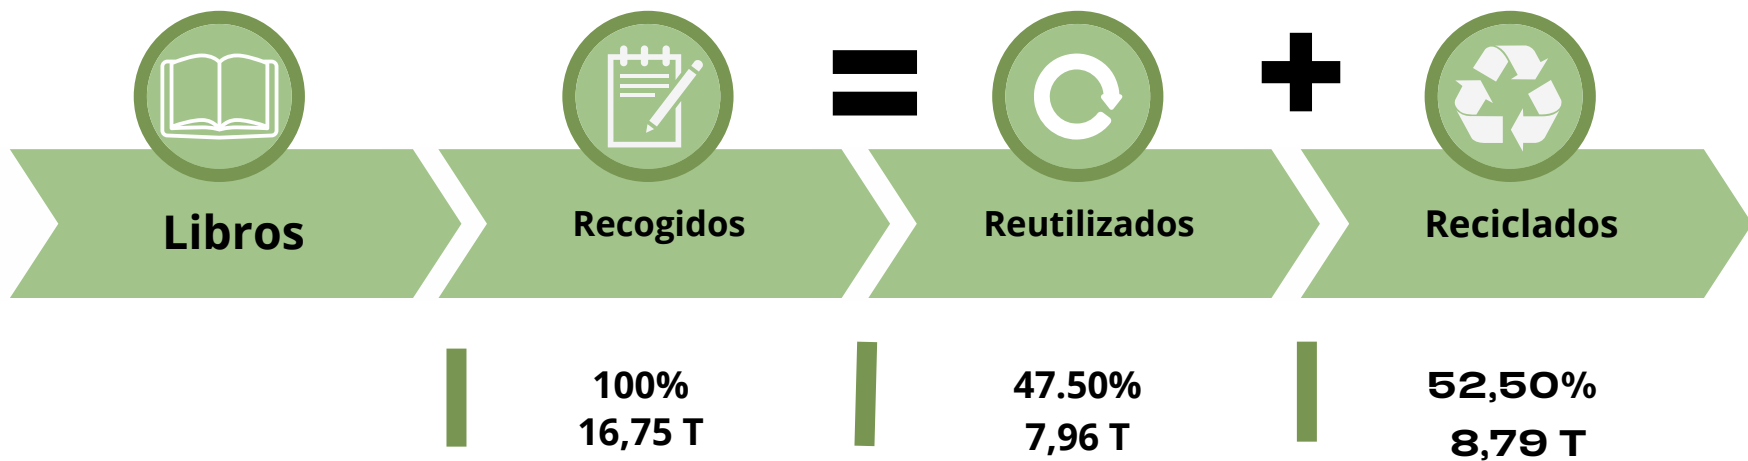 Libros
Recogidos
Reutilizados
Reciclados
100%
16,75 T
47.50%
7,96 T
52,50%
8,79 T